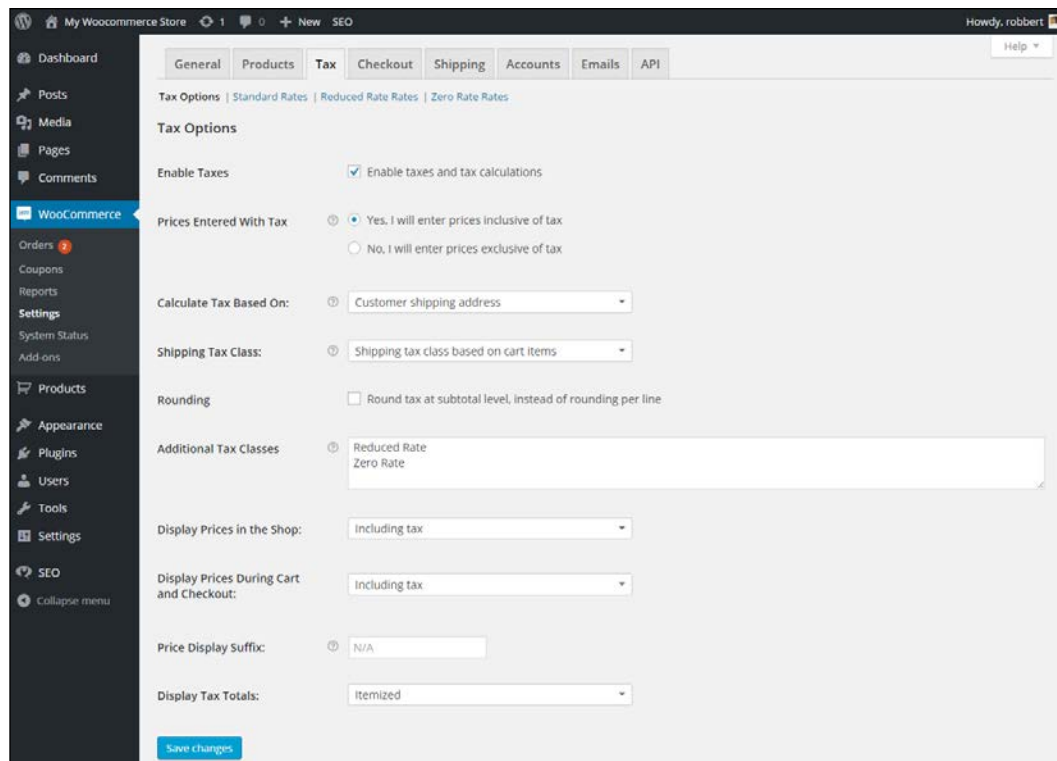 My Woocommerce Store 1 0 New SEO Howdy, robbert
Help
Dashboard
Posts
Media
Pages
Comments
WooCommerce
Orders 2
Coupons
Reports
Settings
System Status
Add-ons
Products
Appearance
Plugins
Users
Tools
Settings
SEO
Collapse menu
General Products Tax Checkout Shipping Accounts Emails API
Tax Options | Standard Rates | Reduced Rate Rates | Zero Rate Rates
Tax Options
Enable Taxes Enable taxes and tax calculations
Prices Entered With Tax Yes, I will enter prices inclusive of tax
No, I will enter prices exclusive of tax
Calculate Tax Based On: Customer shipping address
Shipping Tax Class: Shipping tax class based on cart items
Rounding Round tax at subtotal level, instead of rounding per line
Additional Tax Classes Reduced Rate
Zero Rate
Display Prices in the Shop: Including tax
Display Prices During Cart
and Checkout: Including tax
Price Display Suffix: N/A
Display Tax Totals: Itemized
Save changes